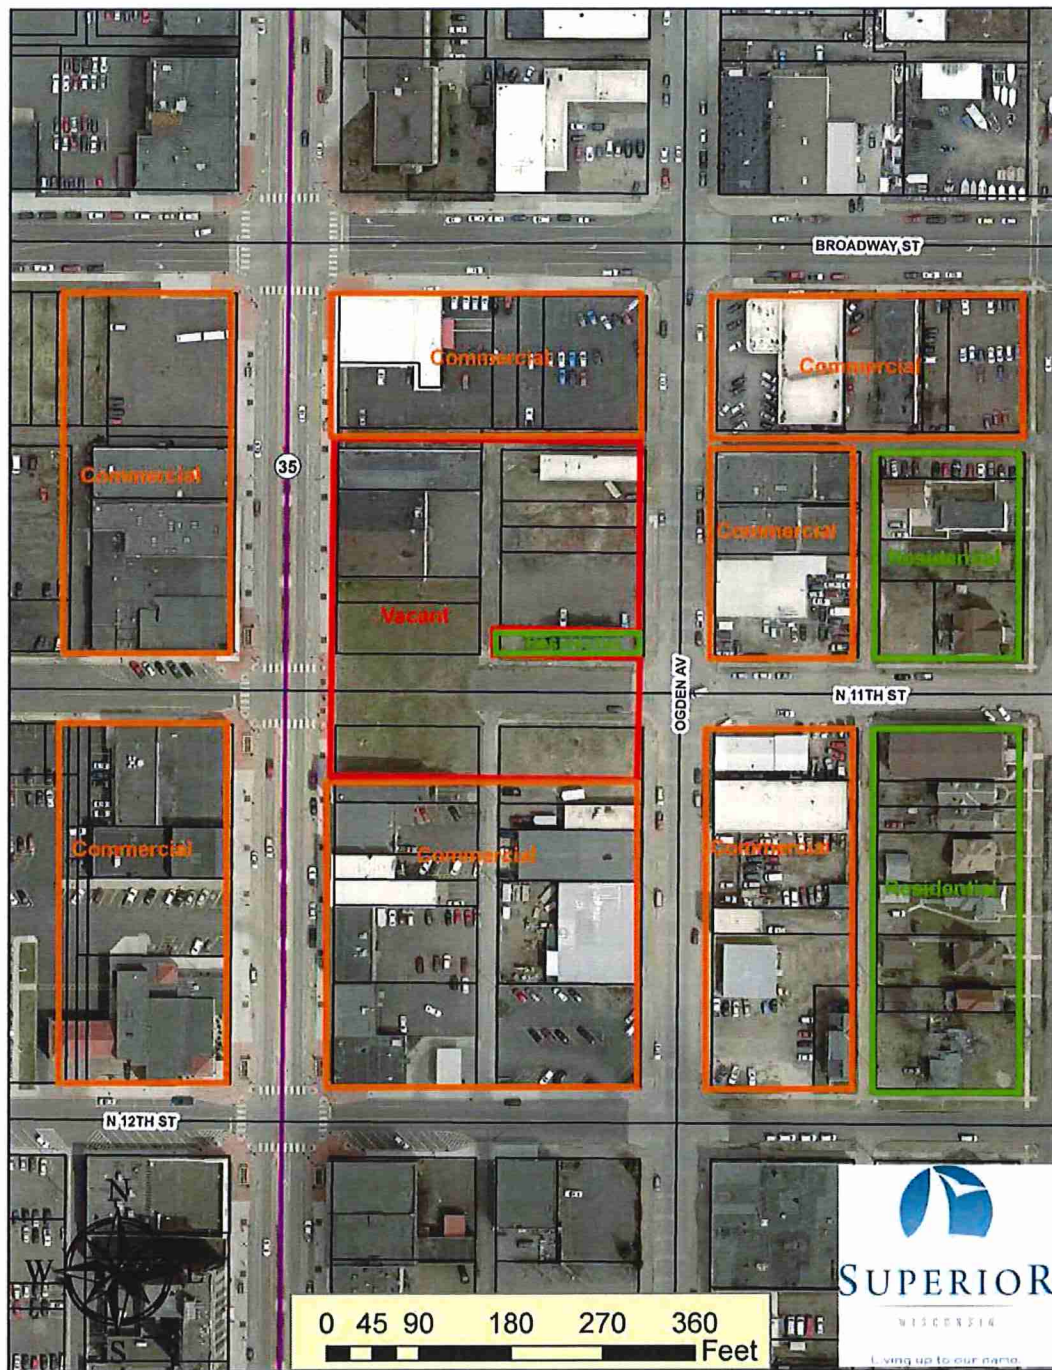 BROADWAY ST
Commercial
Commercial
35
Commercial
Commercial
Residential
Vacant
OGDEN AV
N 11TH ST
Commercial
Commercial
Commercial
Residential
N 12TH ST
N
W E
S
0 45 90 180 270 360
Feet
SUPERIOR
WISCONSIN
Living up to our name.